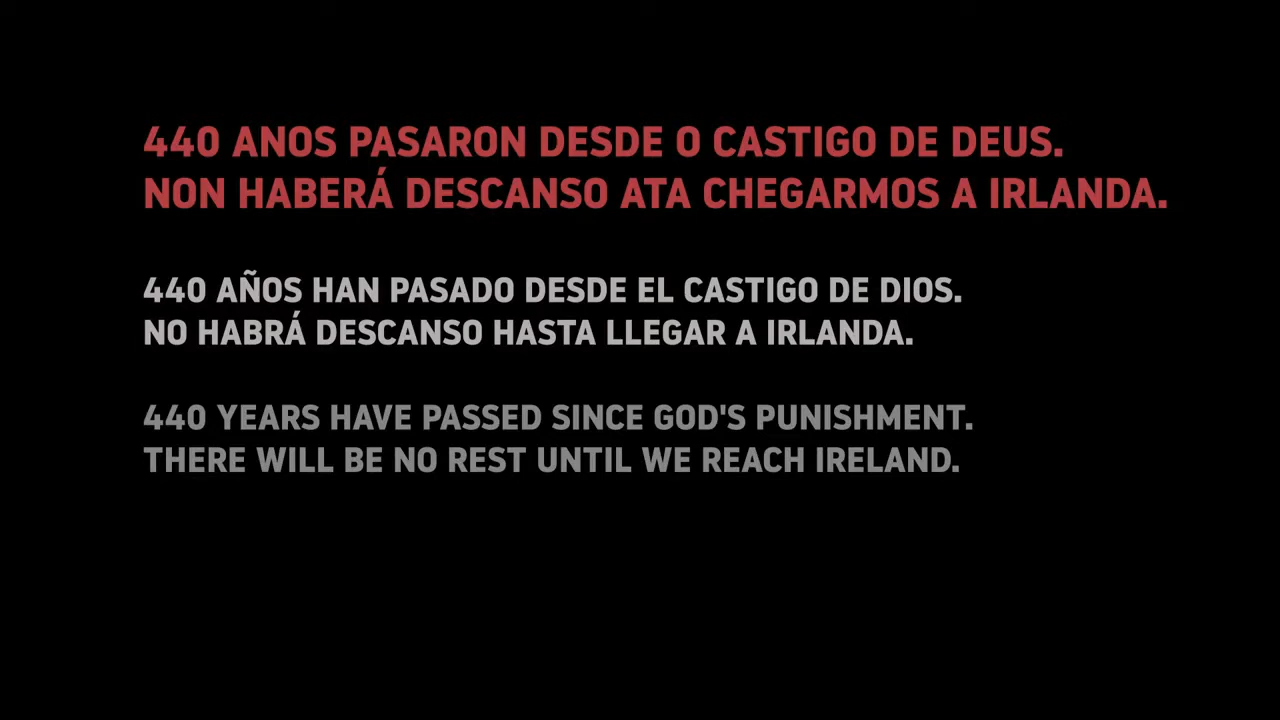 440 ANOS PASARON DESDE O CASTIGO DE DEUS.
NON HABERÁ DESCANSO ATA CHEGARMOS A IRLANDA.
440 AÑOS HAN PASADO DESDE EL CASTIGO DE DIOS.
NO HABRÁ DESCANSO HASTA LLEGAR A IRLANDA.
440 YEARS HAVE PASSED SINCE GOD'S PUNISHMENT.
THERE WILL BE NO REST UNTIL WE REACH IRELAND.